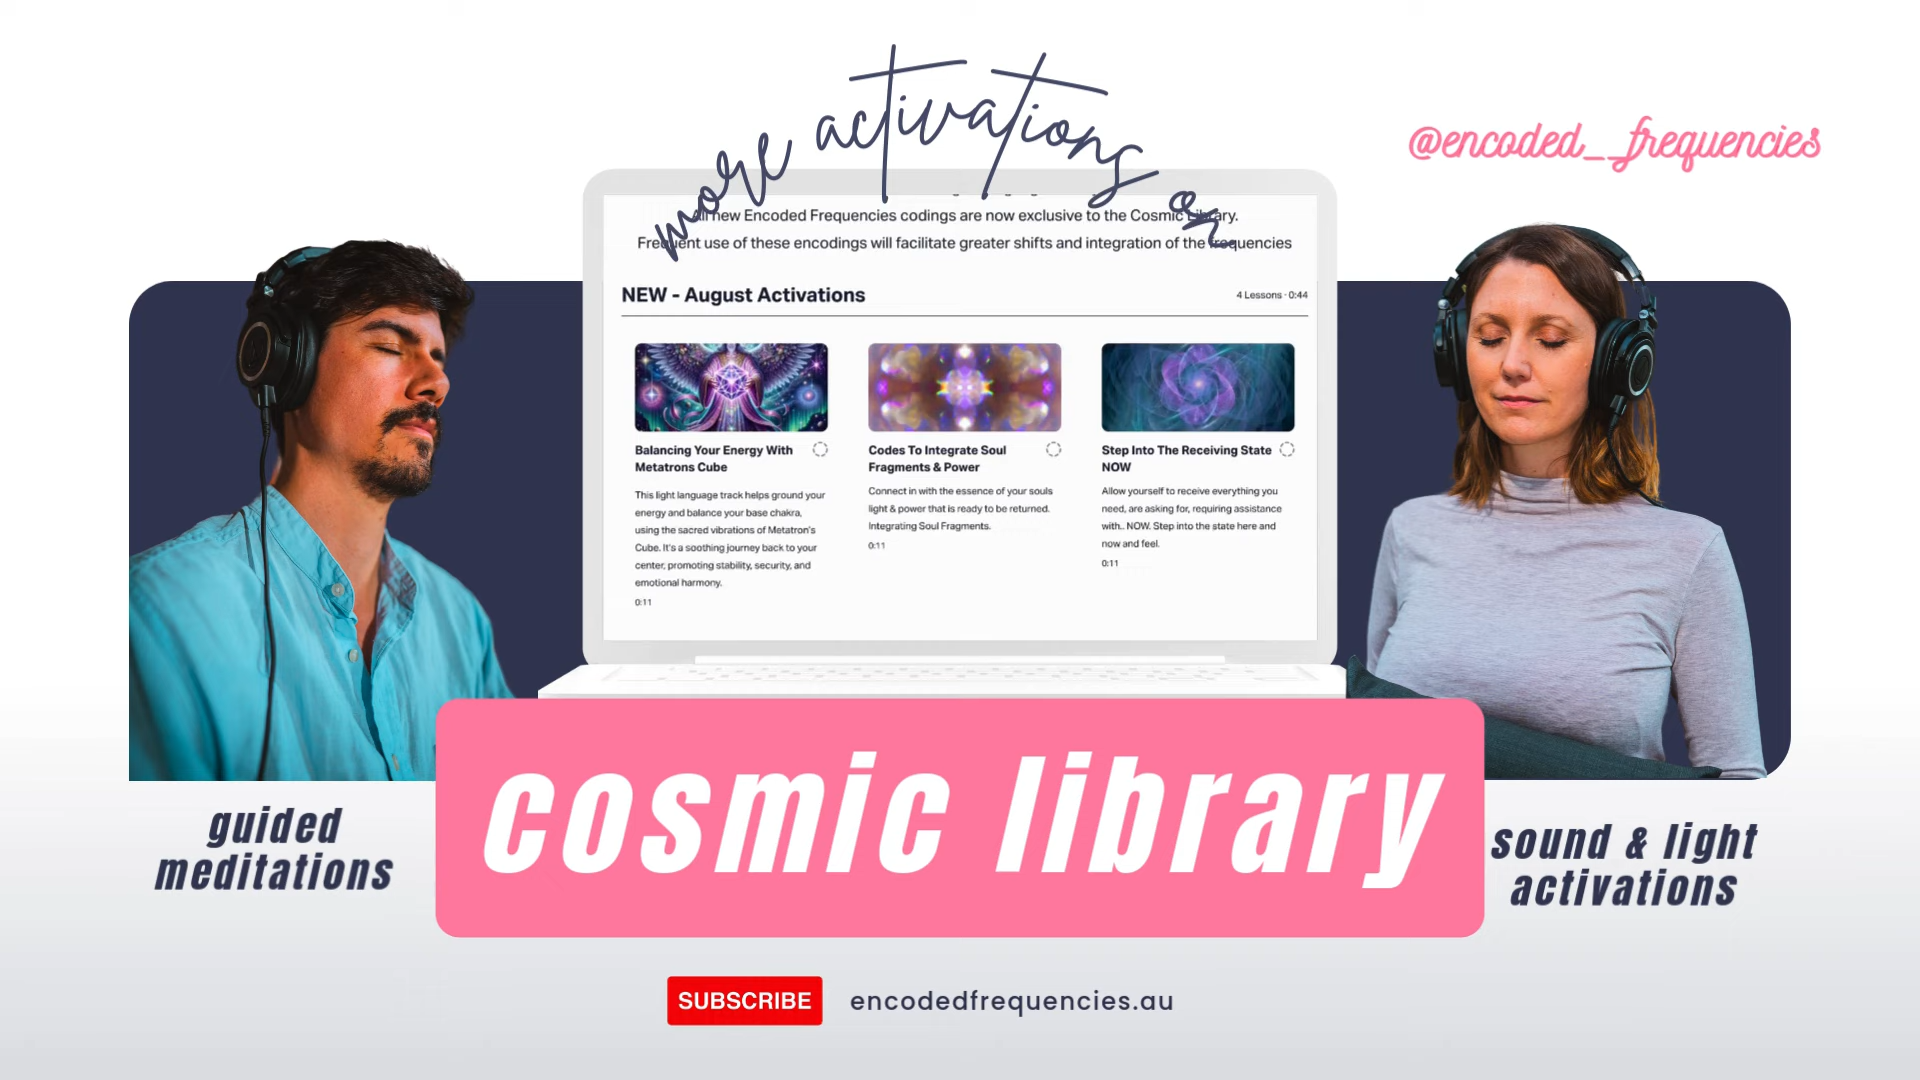 more activations on
@encoded__frequencies
All new Encoded Frequencies codings are now exclusive to the Cosmic Library.
Frequent use of these encodings will facilitate greater shifts and integration of the frequencies
NEW - August Activations
4 Lessons · 0:44
Balancing Your Energy With
Metatrons Cube
This light language track helps ground your
energy and balance your base chakra,
using the sacred vibrations of Metatron's
Cube. It's a soothing journey back to your
center, promoting stability, security, and
emotional harmony.
0:11
Codes To Integrate Soul
Fragments & Power
Connect in with the essence of your souls
light & power that is ready to be returned.
Integrating Soul Fragments.
0:11
Step Into The Receiving State
NOW
Allow yourself to receive everything you
need, are asking for, requiring assistance
with.. NOW. Step into the state here and
now and feel.
0:11
cosmic library
guided
meditations
sound & light
activations
SUBSCRIBE
encodedfrequencies.au